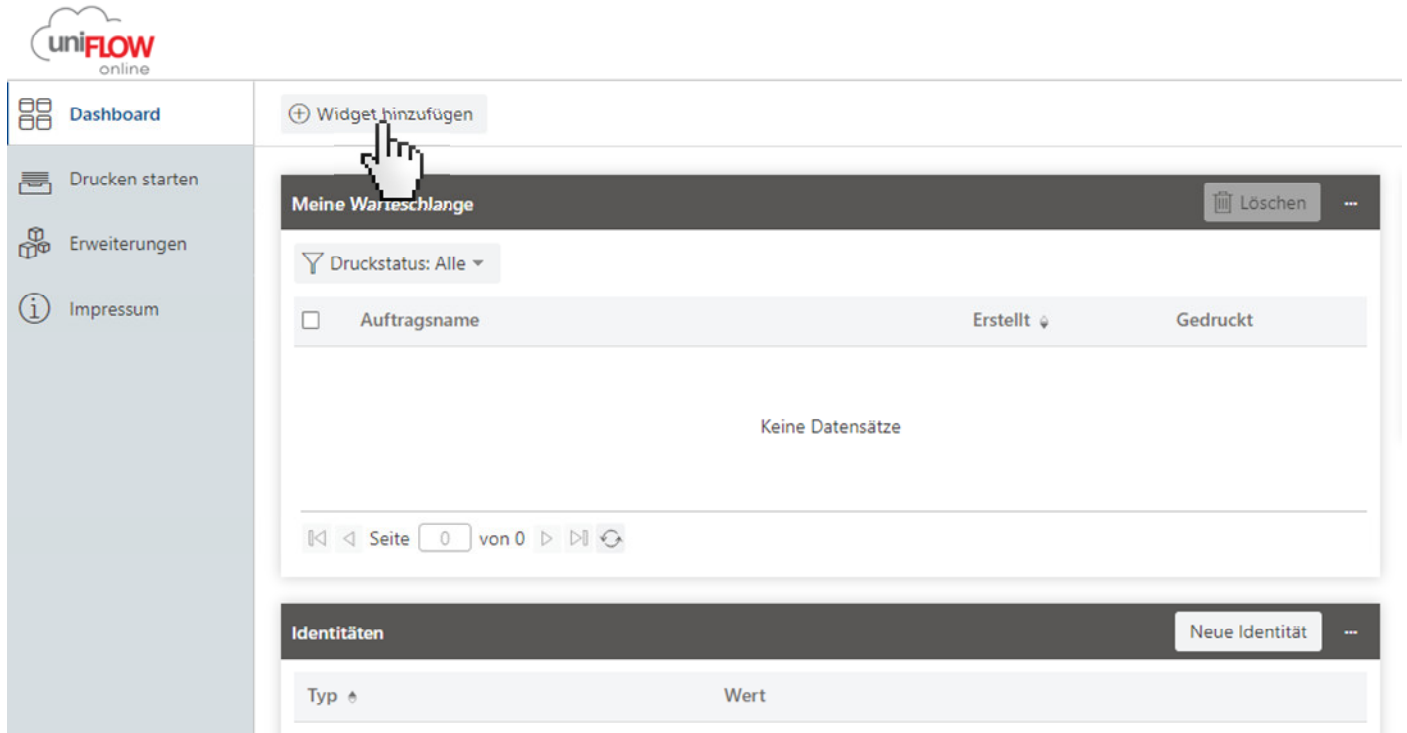 uniFLOW
online
Dashboard
Drucken starten
Erweiterungen
Impressum
Widget hinzufügen
Meine Warteschlange
Löschen
Druckstatus: Alle
Auftragsname Erstellt Gedruckt
Keine Datensätze
Seite 0 von 0
Identitäten
Neue Identität
Typ Wert